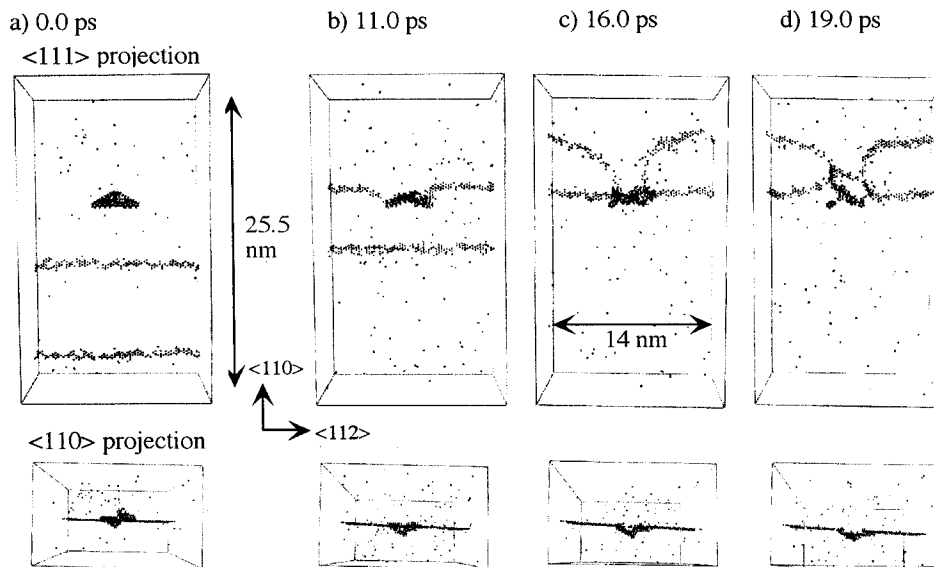 a) 0.0 ps
b) 11.0 ps
c) 16.0 ps
d) 19.0 ps
<111> projection
25.5
nm
14 nm
<110>
<112>
<110> projection